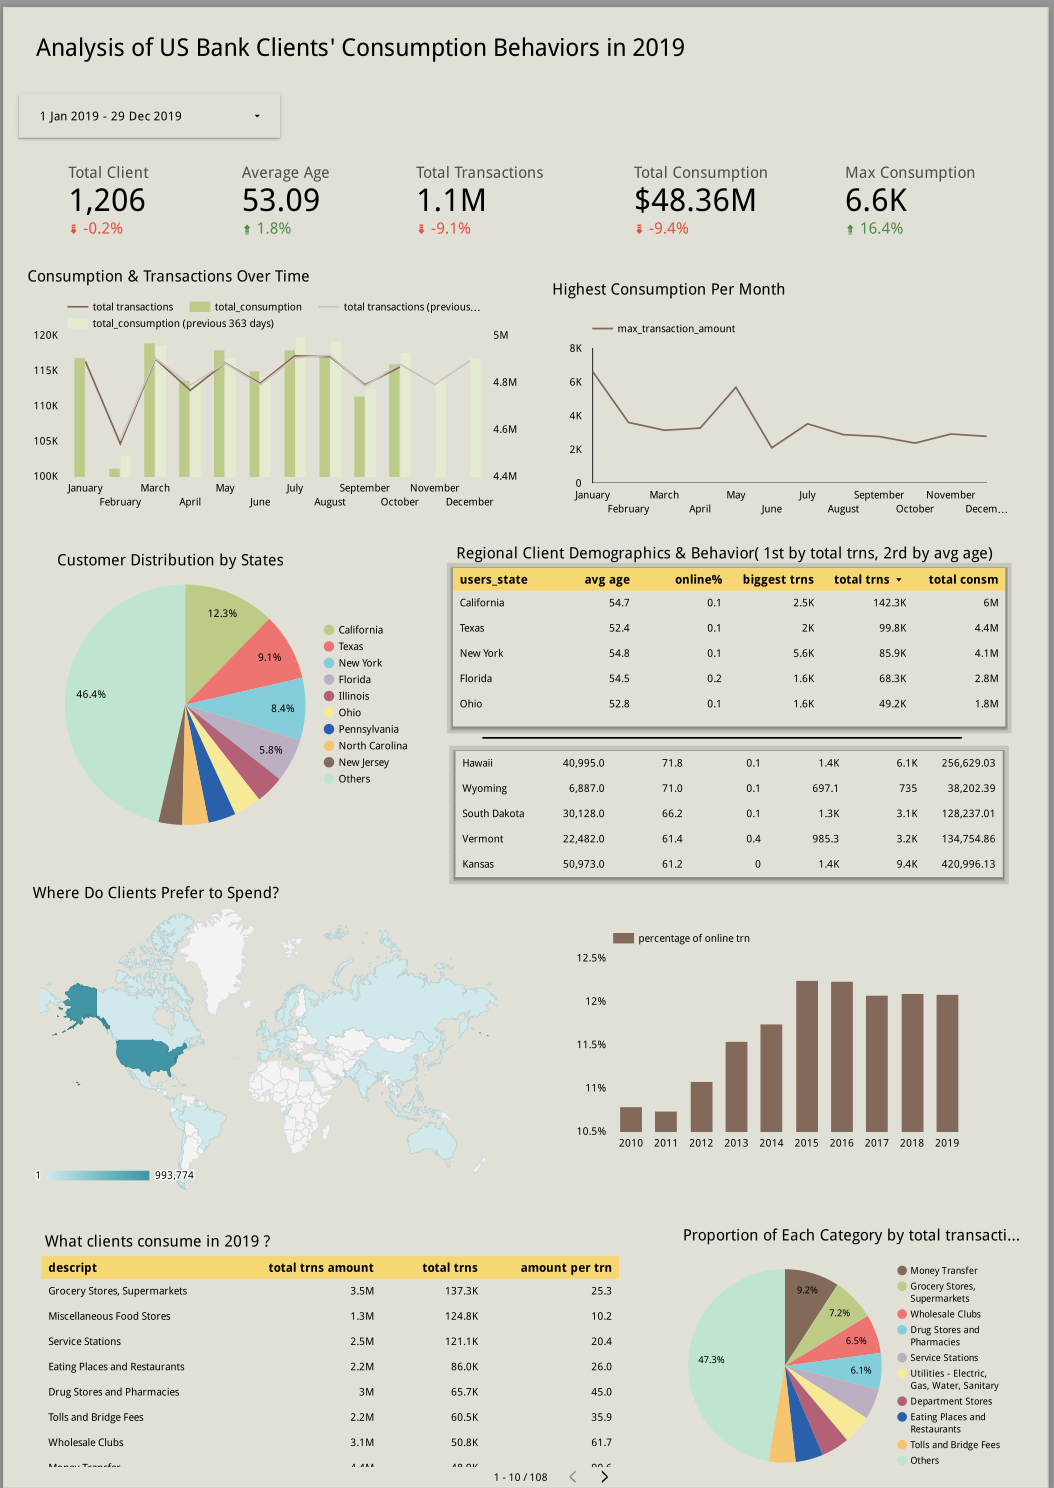 Analysis of US Bank Clients' Consumption Behaviors in 2019
1 Jan 2019 - 29 Dec 2019
Total Client
1,206
-0.2%
Average Age
53.09
1.8%
Total Transactions
1.1M
-9.1%
Total Consumption
$48.36M
-9.4%
Max Consumption
6.6K
16.4%
Consumption & Transactions Over Time
total transactions total_consumption total transactions (previous...
total_consumption (previous 363 days)
120K
115K
110K
105K
100K
5M
4.8M
4.6M
4.4M
January March May July September November
February April June August October December
Highest Consumption Per Month
max_transaction_amount
8K
6K
4K
2K
0
January March May July September November
February April June August October Decem...
Customer Distribution by States
12.3%
9.1%
8.4%
5.8%
46.4%
California
Texas
New York
Florida
Illinois
Ohio
Pennsylvania
North Carolina
New Jersey
Others
Regional Client Demographics & Behavior( 1st by total trns, 2rd by avg age)
users_state avg age online% biggest trns total trns total consm
California 54.7 0.1 2.5K 142.3K 6M
Texas 52.4 0.1 2K 99.8K 4.4M
New York 54.8 0.1 5.6K 85.9K 4.1M
Florida 54.5 0.2 1.6K 68.3K 2.8M
Ohio 52.8 0.1 1.6K 49.2K 1.8M
Hawaii 40,995.0 71.8 0.1 1.4K 6.1K 256,629.03
Wyoming 6,887.0 71.0 0.1 697.1 735 38,202.39
South Dakota 30,128.0 66.2 0.1 1.3K 3.1K 128,237.01
Vermont 22,482.0 61.4 0.4 985.3 3.2K 134,754.86
Kansas 50,973.0 61.2 0 1.4K 9.4K 420,996.13
Where Do Clients Prefer to Spend?
1 993,774
percentage of online trn
12.5%
12%
11.5%
11%
10.5%
2010 2011 2012 2013 2014 2015 2016 2017 2018 2019
What clients consume in 2019 ?
descript total trns amount total trns amount per trn
Grocery Stores, Supermarkets 3.5M 137.3K 25.3
Miscellaneous Food Stores 1.3M 124.8K 10.2
Service Stations 2.5M 121.1K 20.4
Eating Places and Restaurants 2.2M 86.0K 26.0
Drug Stores and Pharmacies 3M 65.7K 45.0
Tolls and Bridge Fees 2.2M 60.5K 35.9
Wholesale Clubs 3.1M 50.8K 61.7
Money Transfer
1 - 10 / 108
Proportion of Each Category by total transacti...
9.2%
7.2%
6.5%
6.1%
47.3%
Money Transfer
Grocery Stores,
Supermarkets
Wholesale Clubs
Drug Stores and
Pharmacies
Service Stations
Utilities - Electric,
Gas, Water, Sanitary
Department Stores
Eating Places and
Restaurants
Tolls and Bridge Fees
Others